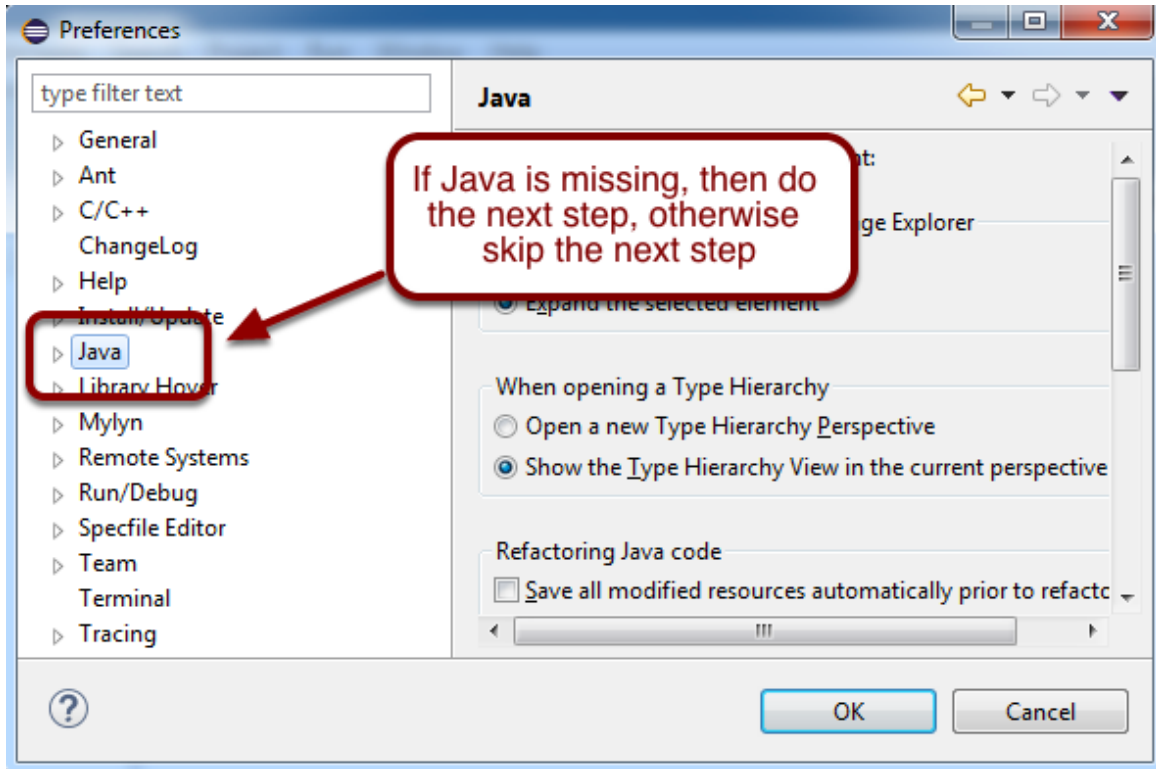 Preferences
type filter text
General
Ant
C/C++
ChangeLog
Help
Install/Update
Java
Library Hover
Mylyn
Remote Systems
Run/Debug
Specfile Editor
Team
Terminal
Tracing
Java
If Java is missing, then do
the next step, otherwise
skip the next step
Explorer
Expand the selected element
When opening a Type Hierarchy
Open a new Type Hierarchy Perspective
Show the Type Hierarchy View in the current perspective
Refactoring Java code
Save all modified resources automatically prior to refactc
OK
Cancel